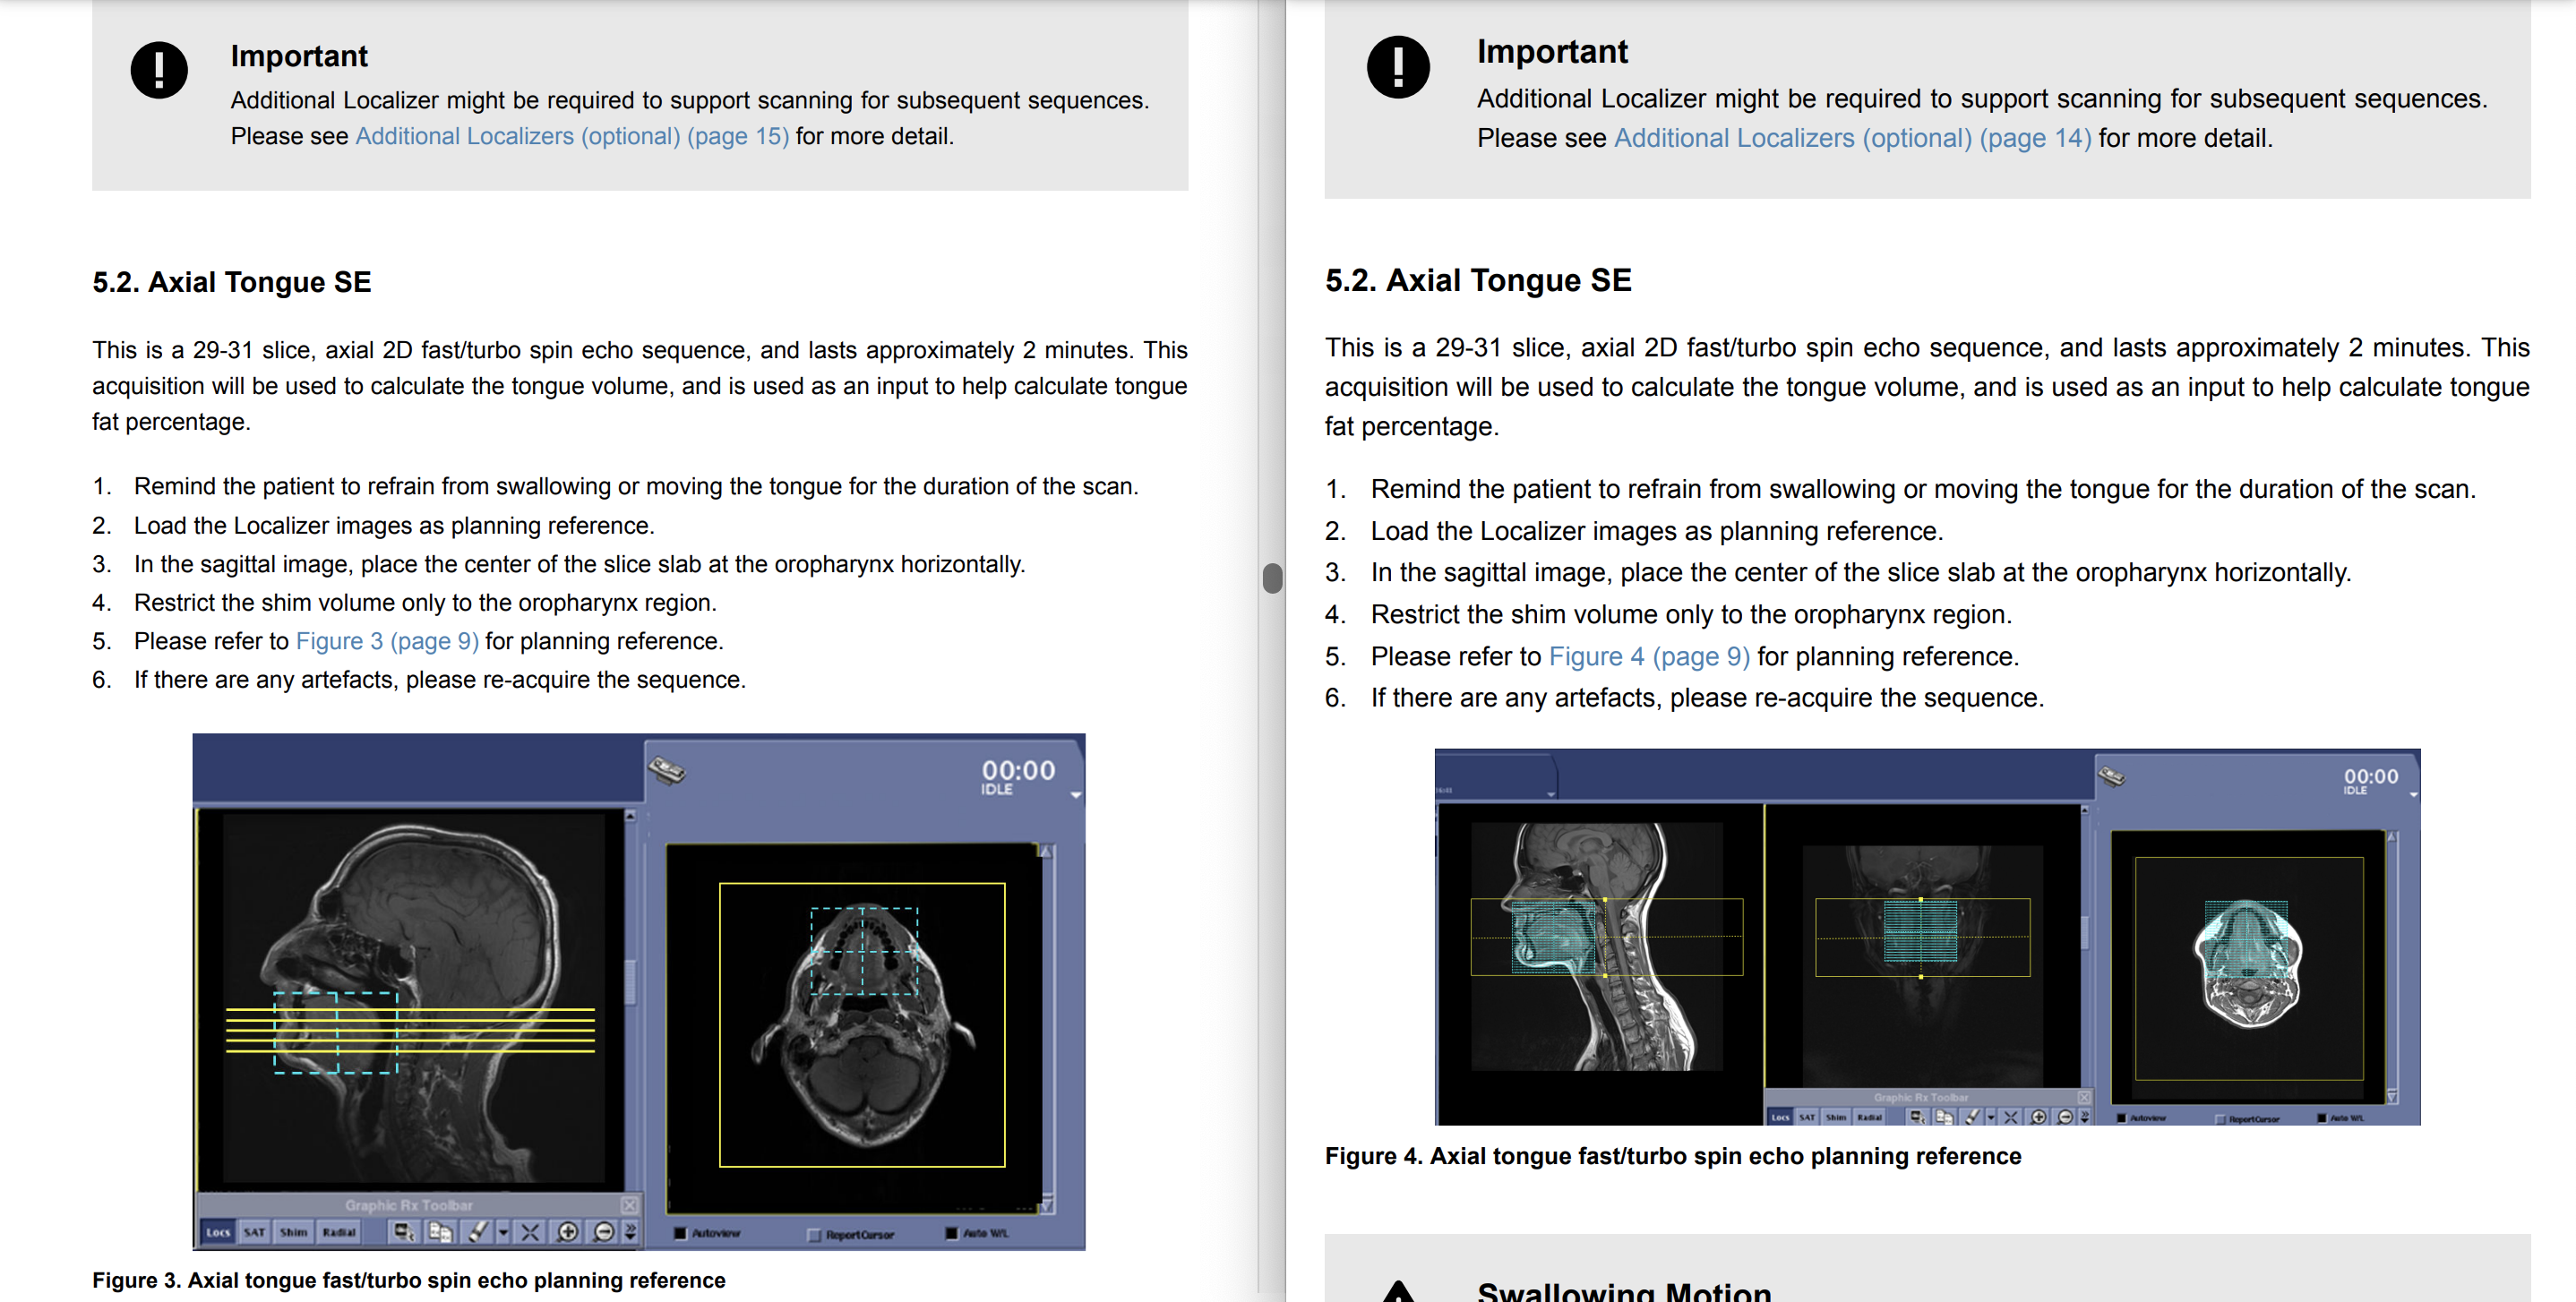 Important
Additional Localizer might be required to support scanning for subsequent sequences.
Please see Additional Localizers (optional) (page 15) for more detail.
5.2. Axial Tongue SE
This is a 29-31 slice, axial 2D fast/turbo spin echo sequence, and lasts approximately 2 minutes. This
acquisition will be used to calculate the tongue volume, and is used as an input to help calculate tongue
fat percentage.
1. Remind the patient to refrain from swallowing or moving the tongue for the duration of the scan.
2. Load the Localizer images as planning reference.
3. In the sagittal image, place the center of the slice slab at the oropharynx horizontally.
4. Restrict the shim volume only to the oropharynx region.
5. Please refer to Figure 3 (page 9) for planning reference.
6. If there are any artefacts, please re-acquire the sequence.
00:00
IDLE
Graphic Rx Toolbar
Locs SAT Shim Radial
Autoview ReportCursor Auto W/L
Figure 3. Axial tongue fast/turbo spin echo planning reference
Important
Additional Localizer might be required to support scanning for subsequent sequences.
Please see Additional Localizers (optional) (page 14) for more detail.
5.2. Axial Tongue SE
This is a 29-31 slice, axial 2D fast/turbo spin echo sequence, and lasts approximately 2 minutes. This
acquisition will be used to calculate the tongue volume, and is used as an input to help calculate tongue
fat percentage.
1. Remind the patient to refrain from swallowing or moving the tongue for the duration of the scan.
2. Load the Localizer images as planning reference.
3. In the sagittal image, place the center of the slice slab at the oropharynx horizontally.
4. Restrict the shim volume only to the oropharynx region.
5. Please refer to Figure 4 (page 9) for planning reference.
6. If there are any artefacts, please re-acquire the sequence.
00:00
IDLE
Graphic Rx Toolbar
Locs SAT Shim Radial
Autoview ReportCursor Auto W/L
Figure 4. Axial tongue fast/turbo spin echo planning reference
Swallowing Motion